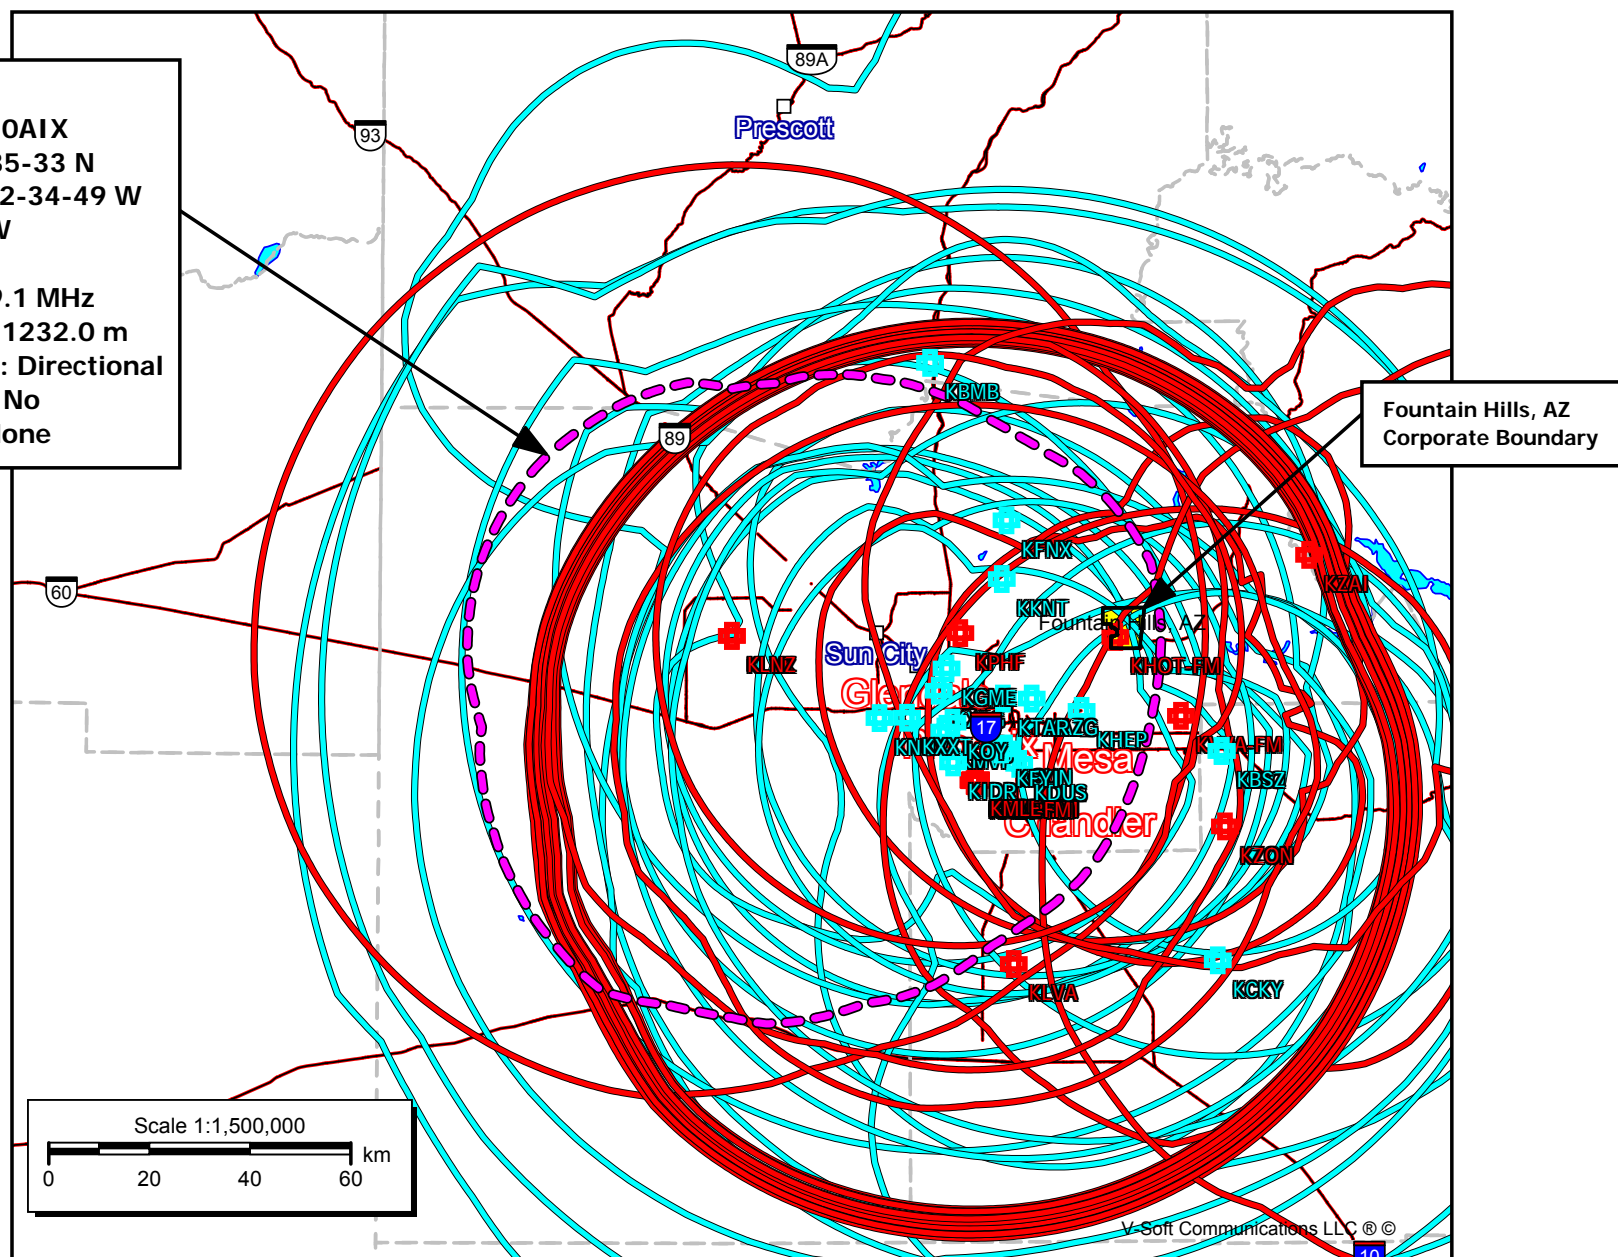 89A
0AIX
93
Prescott
35-33 N
2-34-49 W
W
9.1 MHz
1232.0 m
: Directional
No
None
KBMB
Fountain Hills, AZ
Corporate Boundary
89
KFNX
KZAI
60
KKNT
Fountain Hills, AZ
Sun City
KLNZ
KPHF
KHOT-FM
KGME
17
KTAR
KZG
KHEP
KOY
Mesa
KBSZ
KIDR
KDUS
Chandler
KZON
KLVA
KCKY
Scale 1:1,500,000
km
0 20 40 60
V-Soft Communications LLC ® ©
10